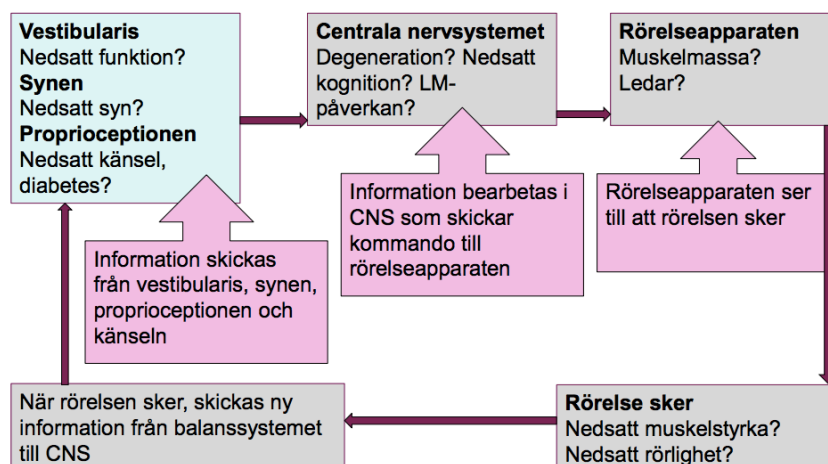 Vestibularis
Nedsatt funktion?
Synen
Nedsatt syn?
Proprioceptionen
Nedsatt känsel,
diabetes?
Centrala nervsystemet
Degeneration? Nedsatt
kognition? LM-
påverkan?
Rörelseapparaten
Muskelmassa?
Ledar?
Information skickas
från vestibularis, synen,
proprioceptionen och
känseln
Information bearbetas i
CNS som skickar
kommando till
rörelseapparaten
Rörelseapparaten ser
till att rörelsen sker
När rörelsen sker, skickas ny
information från balanssystemet
till CNS
Rörelse sker
Nedsatt muskelstyrka?
Nedsatt rörlighet?